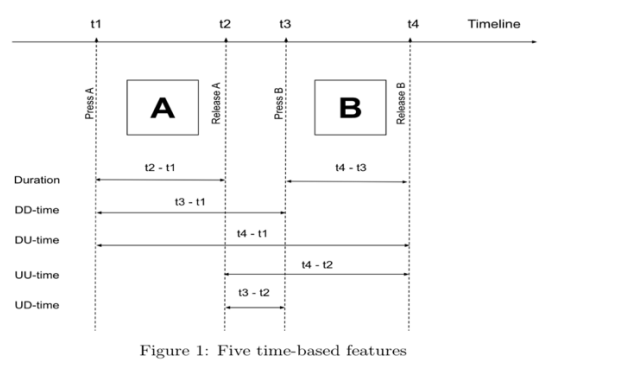 t1 t2 t3 t4 Timeline
Press A
A
Release A
Press B
B
Release B
t2 - t1 t4 - t3
Duration
t3 - t1
DD-time
t4 - t1
DU-time
t4 - t2
UU-time
t3 - t2
UD-time
Figure 1: Five time-based features